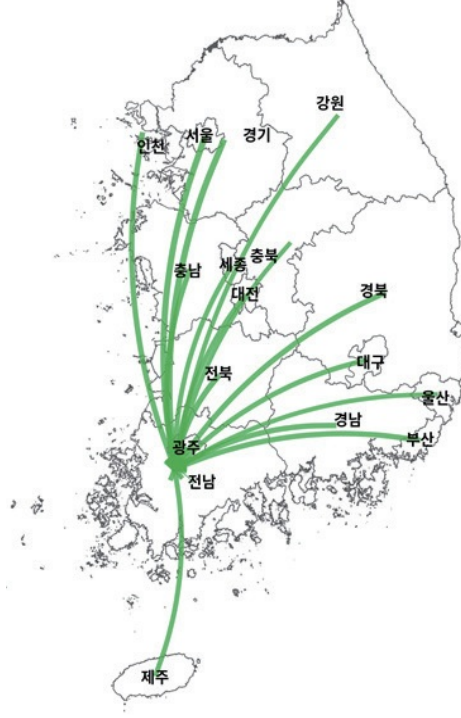 강원
인천
서울
경기
충남
세종
충북
대전
경북
전북
대구
울산
경남
부산
광주
전남
제주